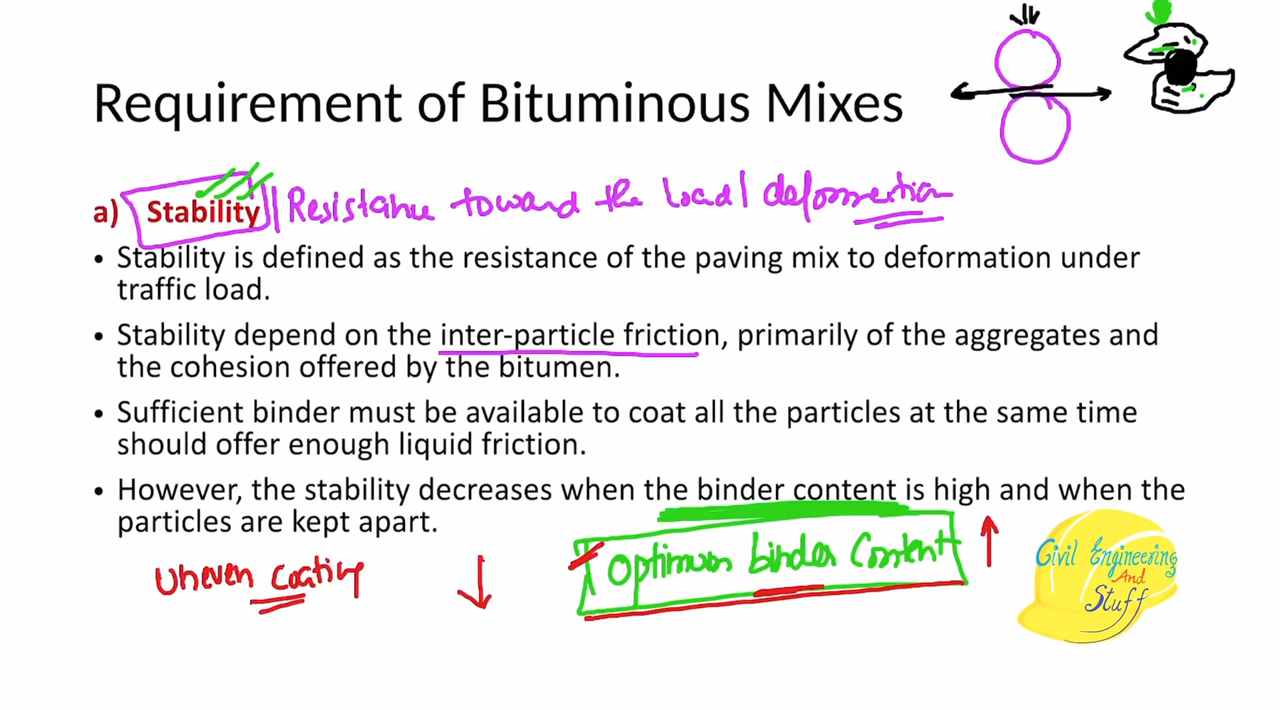 Requirement of Bituminous Mixes
a) Stability Resistance toward the load / deformation
• Stability is defined as the resistance of the paving mix to deformation under
traffic load.
• Stability depend on the inter-particle friction, primarily of the aggregates and
the cohesion offered by the bitumen.
• Sufficient binder must be available to coat all the particles at the same time
should offer enough liquid friction.
• However, the stability decreases when the binder content is high and when the
particles are kept apart.
Uneven coating
Optimum binder Content
Civil Engineering
And
Stuff